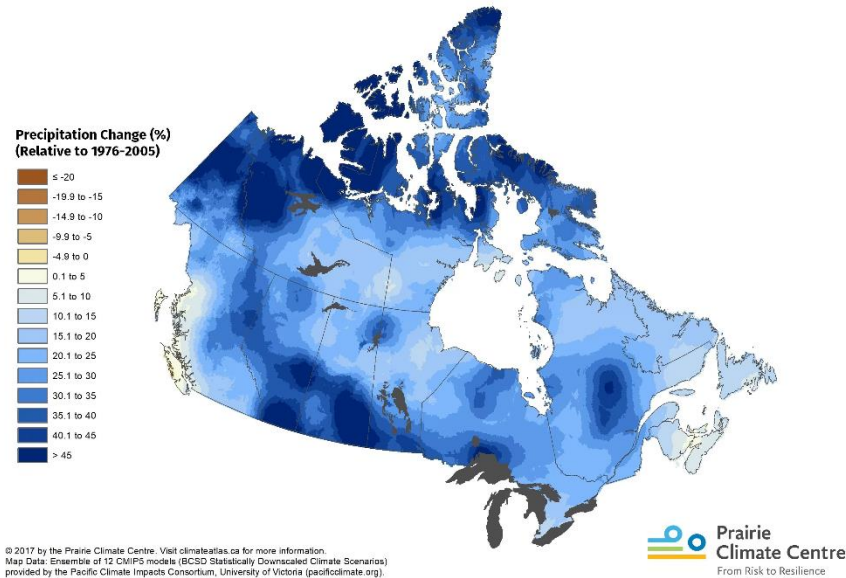 Precipitation Change (%)
(Relative to 1976-2005)
≤ -20
-19.9 to -15
-14.9 to -10
-9.9 to -5
-4.9 to 0
0.1 to 5
5.1 to 10
10.1 to 15
15.1 to 20
20.1 to 25
25.1 to 30
30.1 to 35
35.1 to 40
40.1 to 45
> 45
© 2017 by the Prairie Climate Centre. Visit climateatlas.ca for more information.
Map Data: Ensemble of 12 CMIP5 models (BCSD Statistically Downscaled Climate Scenarios)
provided by the Pacific Climate Impacts Consortium, University of Victoria (pacificclimate.org).
Prairie
Climate Centre
From Risk to Resilience